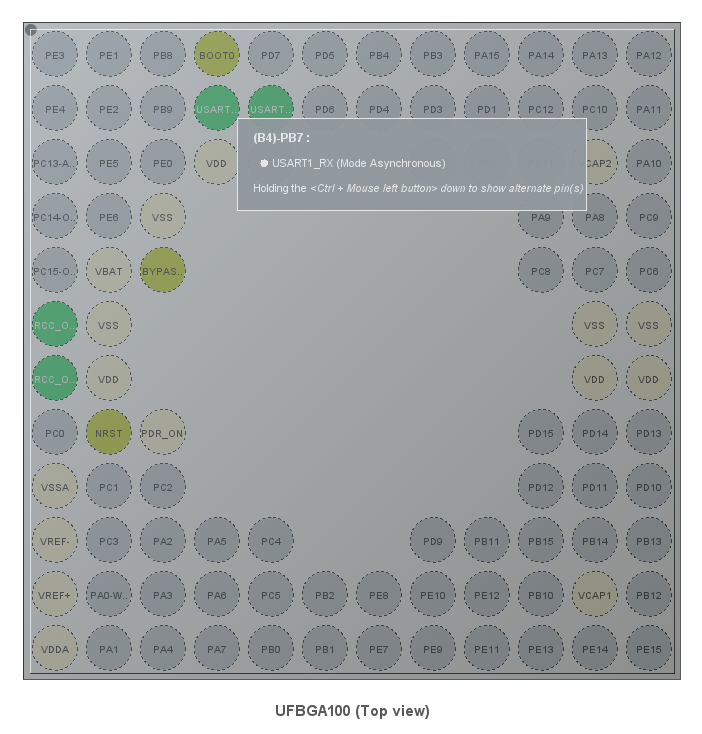 PE3 PE1 PB8 BOOT0 PD7 PD5 PB4 PB3 PA15 PA14 PA13 PA12
PE4 PE2 PB9 USART... USART... PD6 PD4 PD3 PD1 PC12 PC10 PA11
(B4)-PB7 :
PC13-A... PE5 PE0 VDD USART1_RX (Mode Asynchronous) CAP2 PA10
Holding the <Ctrl + Mouse left button> down to show alternate pin(s)
PC14-O... PE6 VSS PA9 PA8 PC9
PC15-O... VBAT BYPAS... PC8 PC7 PC6
RCC_O... VSS VSS VSS
RCC_O... VDD VDD VDD
PC0 NRST PDR_ON PD15 PD14 PD13
VSSA PC1 PC2 PD12 PD11 PD10
VREF- PC3 PA2 PA5 PC4 PD9 PB11 PB15 PB14 PB13
VREF+ PA0-W... PA3 PA6 PC5 PB2 PE8 PE10 PE12 PB10 VCAP1 PB12
VDDA PA1 PA4 PA7 PB0 PB1 PE7 PE9 PE11 PE13 PE14 PE15
UFBGA100 (Top view)